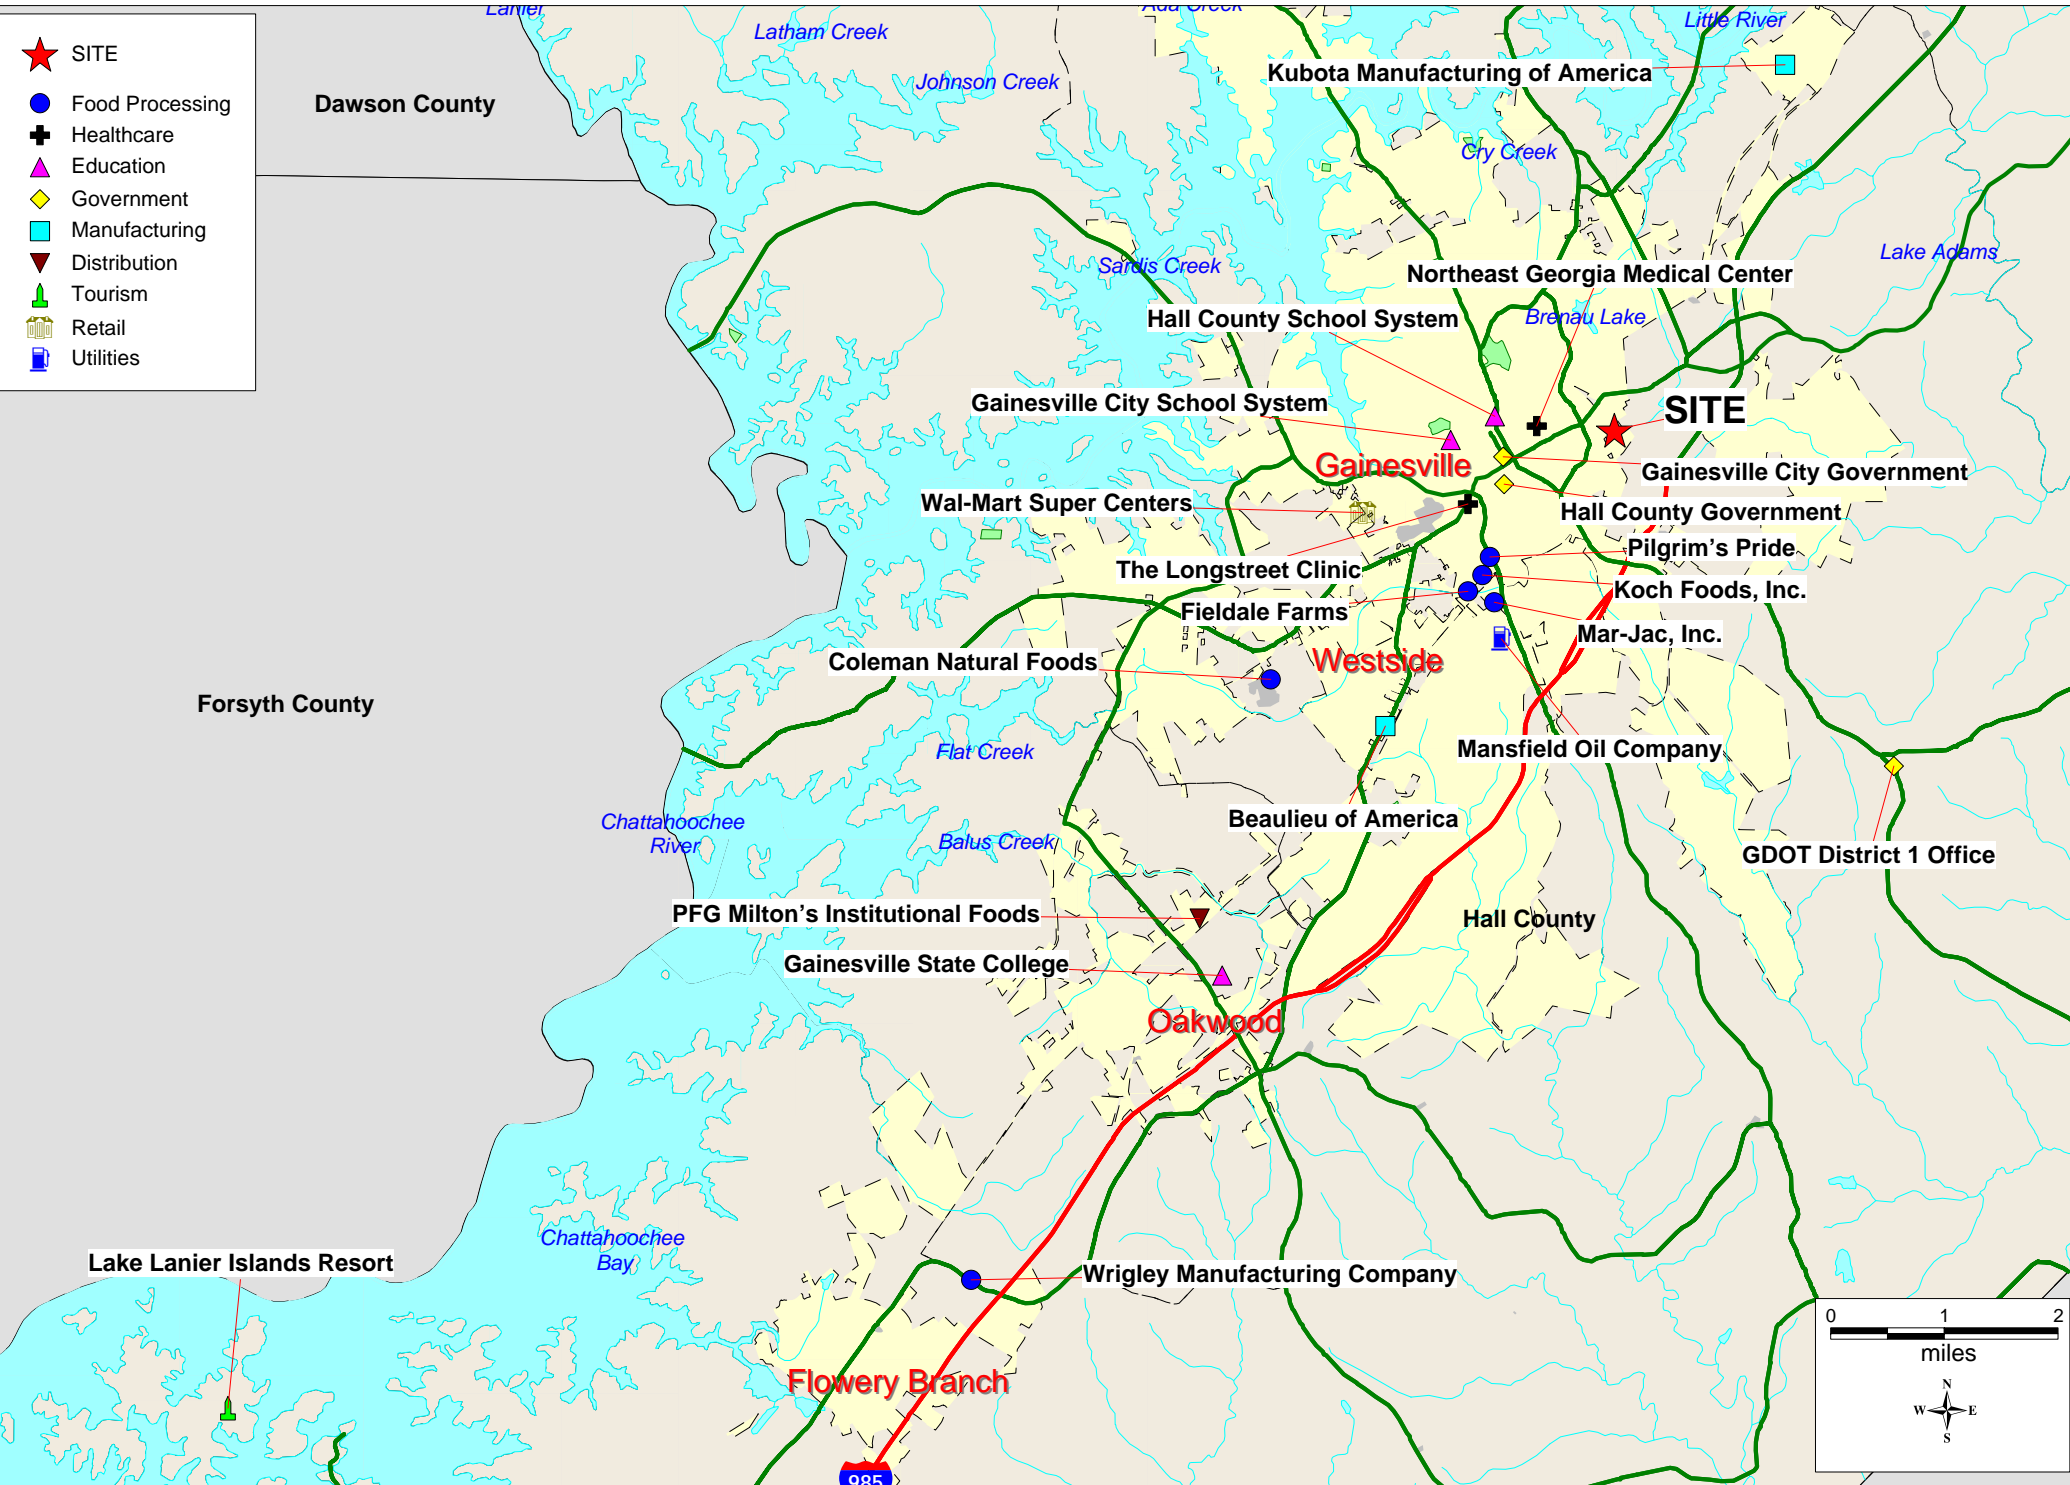 Lanier
Ada Creek
Little River
Latham Creek
SITE
Kubota Manufacturing of America
Johnson Creek
Food Processing
Dawson County
Healthcare
Cry Creek
Education
Government
Manufacturing
Lake Adams
Distribution
Sardis Creek
Northeast Georgia Medical Center
Tourism
Hall County School System
Brenau Lake
Retail
Utilities
Gainesville City School System
SITE
Gainesville
Gainesville City Government
Wal-Mart Super Centers
Hall County Government
Pilgrim's Pride
The Longstreet Clinic
Koch Foods, Inc.
Fieldale Farms
Mar-Jac, Inc.
Coleman Natural Foods
Westside
Forsyth County
Flat Creek
Mansfield Oil Company
Chattahoochee
River
Beaulieu of America
Balus Creek
GDOT District 1 Office
PFG Milton's Institutional Foods
Hall County
Gainesville State College
Oakwood
Chattahoochee
Bay
Lake Lanier Islands Resort
Wrigley Manufacturing Company
0 1 2
miles
Flowery Branch
N
W E
S
985